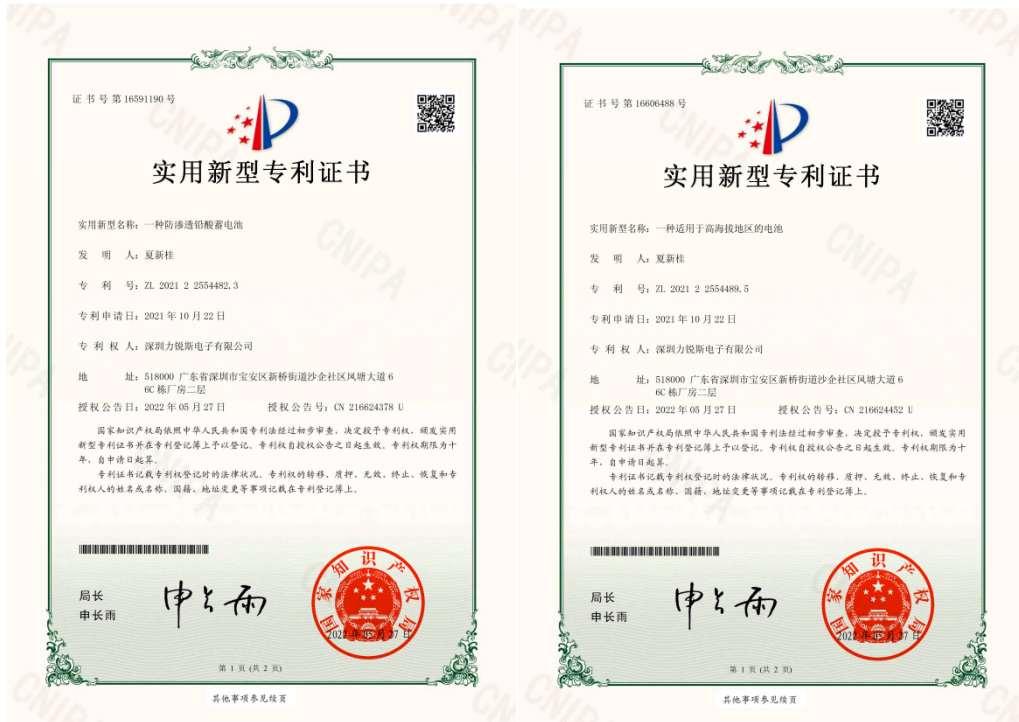 证书号第16591190号
实用新型专利证书
实用新型名称：一种防渗透铅酸蓄电池
发 明 人：夏新桂
专 利 号：ZL 2021 2 2554482.3
专利申请日：2021年10月22日
专 利 权 人：深圳力锐斯电子有限公司
地 址：518000 广东省深圳市宝安区新桥街道沙企社区凤塘大道6
6C栋厂房二层
授权公告日：2022年05月27日 授权公告号：CN 216624378 U
国家知识产权局依照中华人民共和国专利法经过初步审查，决定授予专利权，颁发实用
新型专利证书并在专利登记簿上予以登记。专利权自授权公告之日起生效。专利权期限为十
年，自申请日起算。
专利证书记载专利权登记时的法律状况。专利权的转移、质押、无效、终止、恢复和专
利权人的姓名或名称、国籍、地址变更等事项记载在专利登记簿上。
局长
申长雨
申长雨
国家知识产权局
2022年05月27日
第 1 页 (共 2 页)
其他事项参见续页
证书号第16606488号
实用新型专利证书
实用新型名称：一种适用于高海拔地区的电池
发 明 人：夏新桂
专 利 号：ZL 2021 2 2554489.5
专利申请日：2021年10月22日
专 利 权 人：深圳力锐斯电子有限公司
地 址：518000 广东省深圳市宝安区新桥街道沙企社区凤塘大道6
6C栋厂房二层
授权公告日：2022年05月27日 授权公告号：CN 216624452 U
国家知识产权局依照中华人民共和国专利法经过初步审查，决定授予专利权，颁发实用
新型专利证书并在专利登记簿上予以登记。专利权自授权公告之日起生效。专利权期限为十
年，自申请日起算。
专利证书记载专利权登记时的法律状况。专利权的转移、质押、无效、终止、恢复和专
利权人的姓名或名称、国籍、地址变更等事项记载在专利登记簿上。
局长
申长雨
申长雨
国家知识产权局
2022年05月27日
第 1 页 (共 2 页)
其他事项参见续页
CNIPA
CNIPA